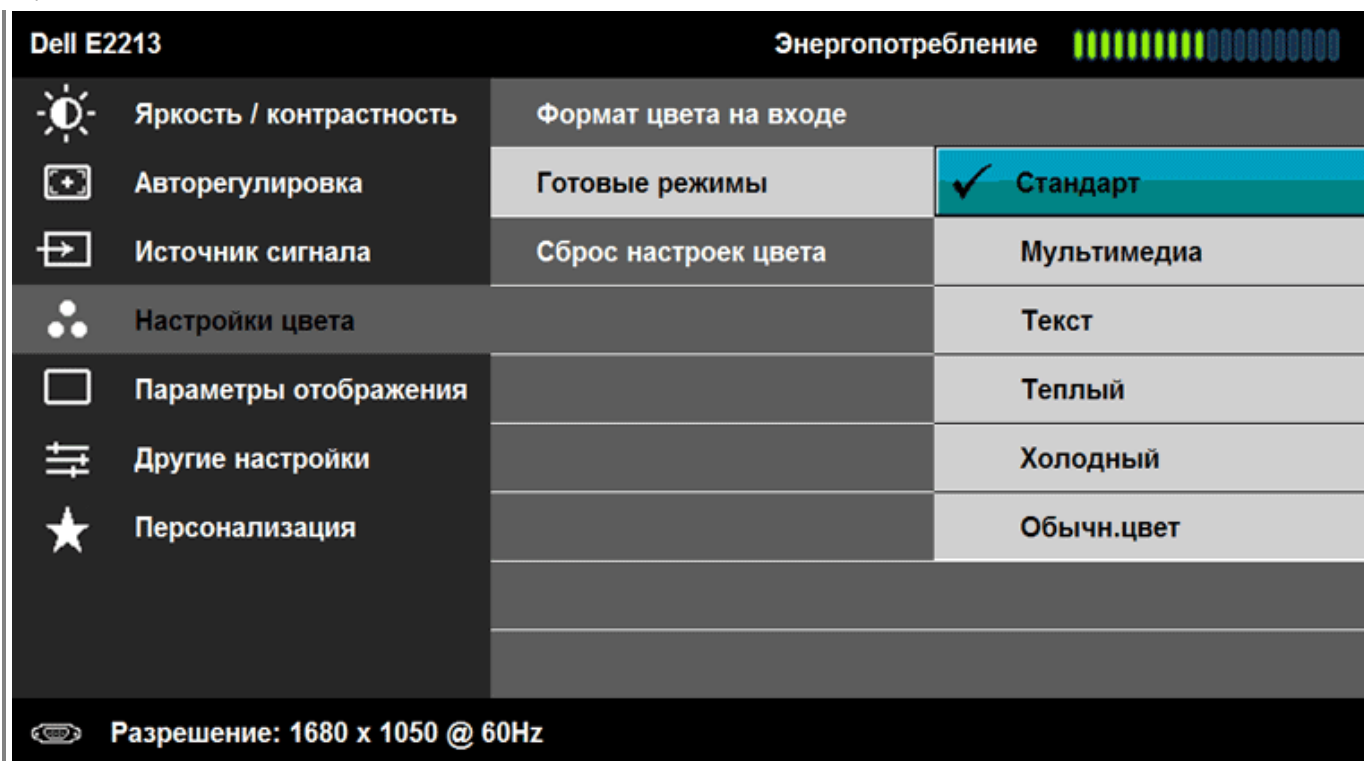 Dell E2213 Энергопотребление
Яркость / контрастность Формат цвета на входе
Авторегулировка Готовые режимы Стандарт
Источник сигнала Сброс настроек цвета Мультимедиа
Настройки цвета Текст
Параметры отображения Теплый
Другие настройки Холодный
Персонализация Обычн.цвет
Разрешение: 1680 x 1050 @ 60Hz